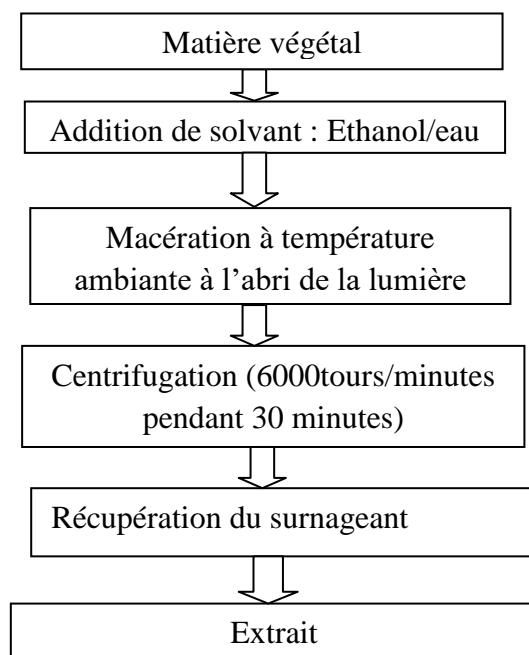 Matière végétal
Addition de solvant : Ethanol/eau
Macération à température
ambiante à l’abri de la lumière
Centrifugation (6000tours/minutes
pendant 30 minutes)
Récupération du surnageant
Extrait